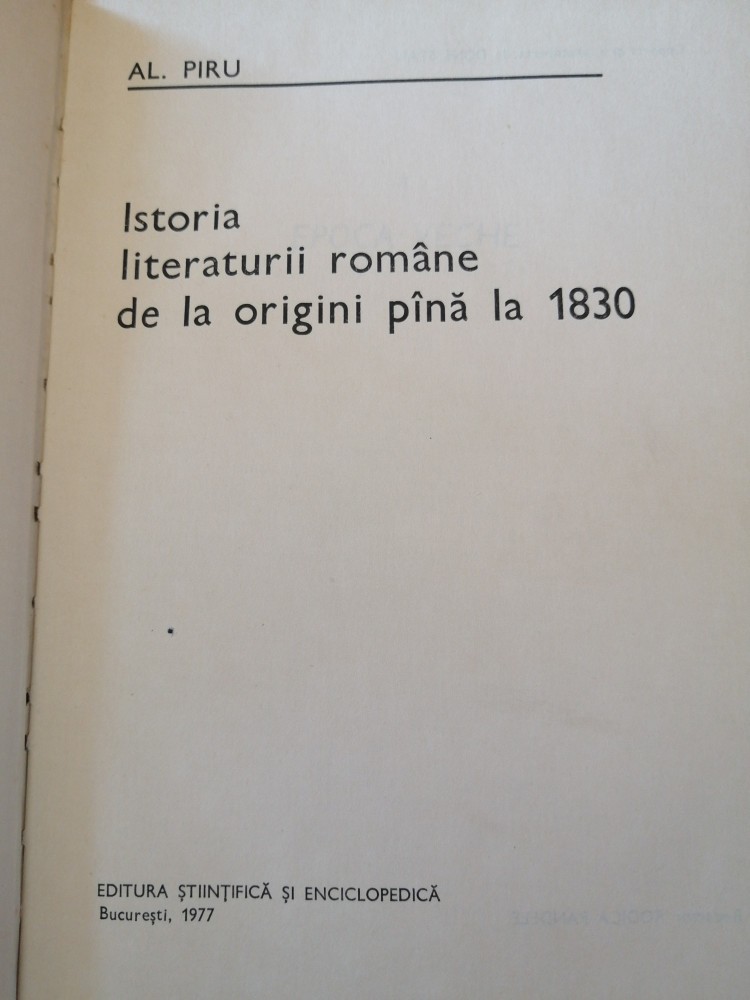 AL. PIRU
Istoria
literaturii române
de la origini pînă la 1830
EDITURA ȘTIINȚIFICĂ ȘI ENCICLOPEDICĂ
București, 1977